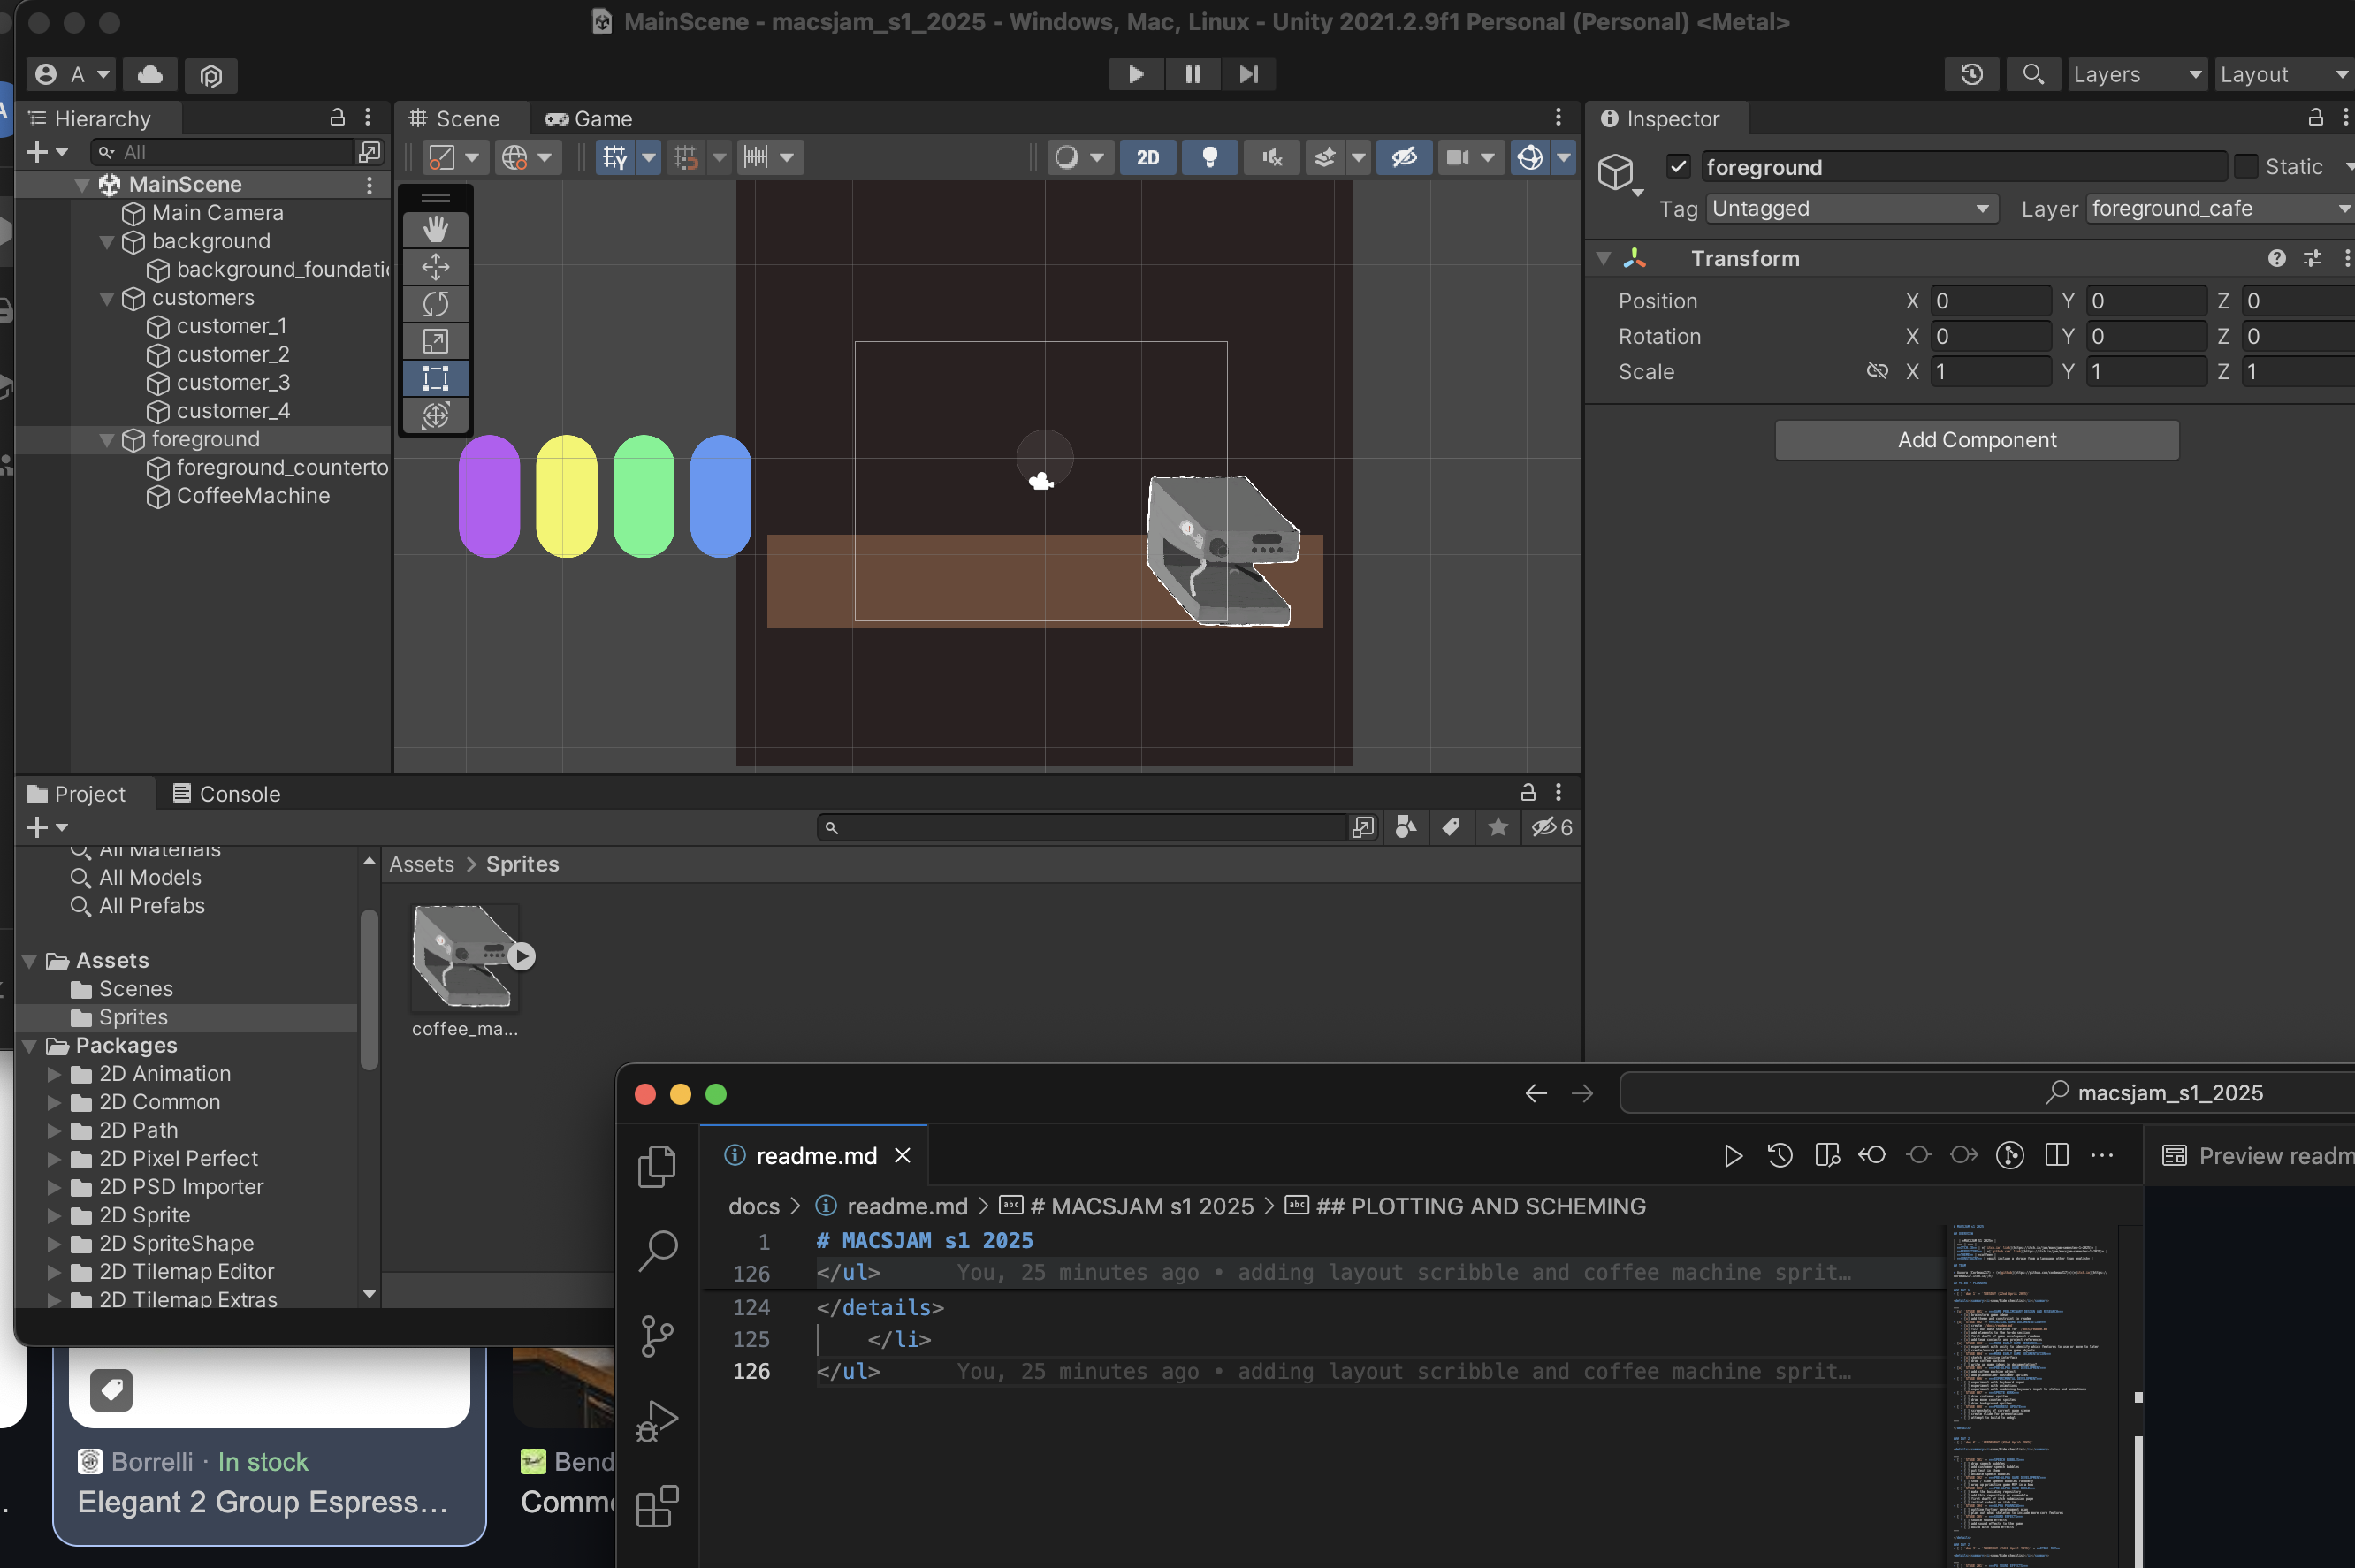 MainScene - macsjam_s1_2025 - Windows, Mac, Linux - Unity 2021.2.9f1 Personal (Personal) <Metal>
A
Layers
Layout
Hierarchy
All
MainScene
Main Camera
background
background_foundati
customers
customer_1
customer_2
customer_3
customer_4
foreground
foreground_counterto
CoffeeMachine
Scene
Game
2D
Inspector
foreground
Static
Tag Untagged Layer foreground_cafe
Transform
Position X 0 Y 0 Z 0
Rotation X 0 Y 0 Z 0
Scale X 1 Y 1 Z 1
Add Component
Project
Console
6
All Materials
All Models
All Prefabs
Assets
Scenes
Sprites
Packages
2D Animation
2D Common
2D Path
2D Pixel Perfect
2D PSD Importer
2D Sprite
2D SpriteShape
2D Tilemap Editor
2D Tilemap Extras
Assets > Sprites
coffee_ma...
macsjam_s1_2025
readme.md
Preview readm
docs > readme.md > # MACSJAM s1 2025 > ## PLOTTING AND SCHEMING
1 # MACSJAM s1 2025
126 </ul> You, 25 minutes ago • adding layout scribble and coffee machine sprit…
124 </details>
125 </li>
126 </ul> You, 25 minutes ago • adding layout scribble and coffee machine sprit…
Borrelli · In stock
Elegant 2 Group Espress...
Bend
Comme